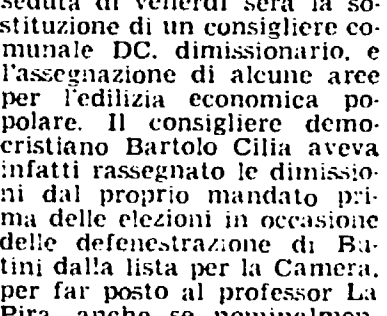 seduta di venerdì sera la so-
stituzione di un consigliere co-
munale DC. dimissionario, e
l'assegnazione di alcune aree
per l'edilizia economica po-
polare. Il consigliere demo-
cristiano Bartolo Cilia aveva
infatti rassegnato le dimissio-
ni dal proprio mandato pri-
ma delle elezioni in occasione
delle defenestrazione di Ba-
tini dalla lista per la Camera,
per far posto al professor La
Pira, anche se nominalmen-